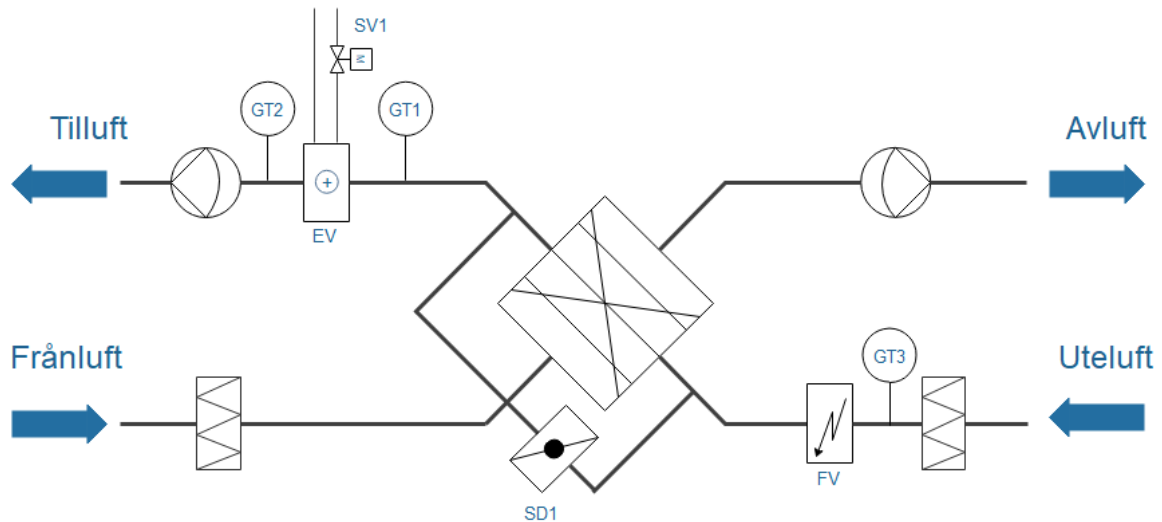 SV1
M
GT2
GT1
Tilluft
Avluft
+
EV
Frånluft
GT3
Uteluft
FV
SD1